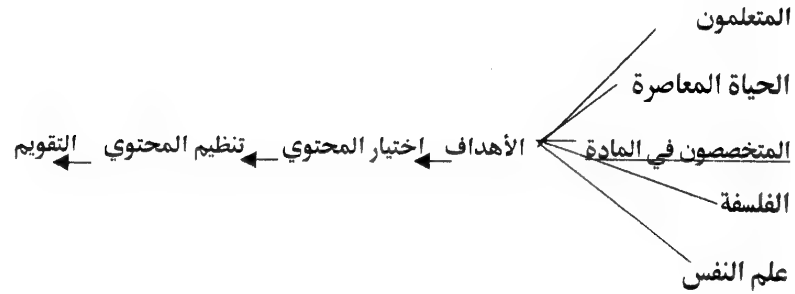 المتعلمون
الحياة المعاصرة
المتخصصون في المادة الأهداف اختيار المحتوي تنظيم المحتوي التقويم
الفلسفة
علم النفس